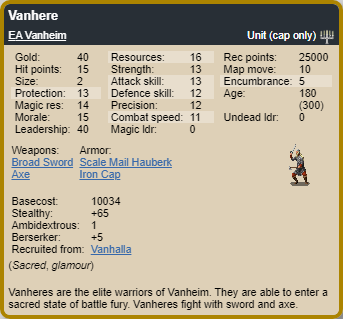 Vanhere
EA Vanheim Unit (cap only)
Gold: 40 Resources: 16 Rec points: 25000
Hit points: 15 Strength: 13 Map move: 10
Size: 2 Attack skill: 13 Encumbrance: 5
Protection: 13 Defence skill: 12 Age: 180
Magic res: 14 Precision: 12 (300)
Morale: 15 Combat speed: 11 Undead ldr: 0
Leadership: 40 Magic ldr: 0
Weapons: Armor:
Broad Sword Scale Mail Hauberk
Axe Iron Cap
Basecost: 10034
Stealthy: +65
Ambidextrous: 1
Berserker: +5
Recruited from: Vanhalla
(Sacred, glamour)
Vanheres are the elite warriors of Vanheim. They are able to enter a
sacred state of battle fury. Vanheres fight with sword and axe.